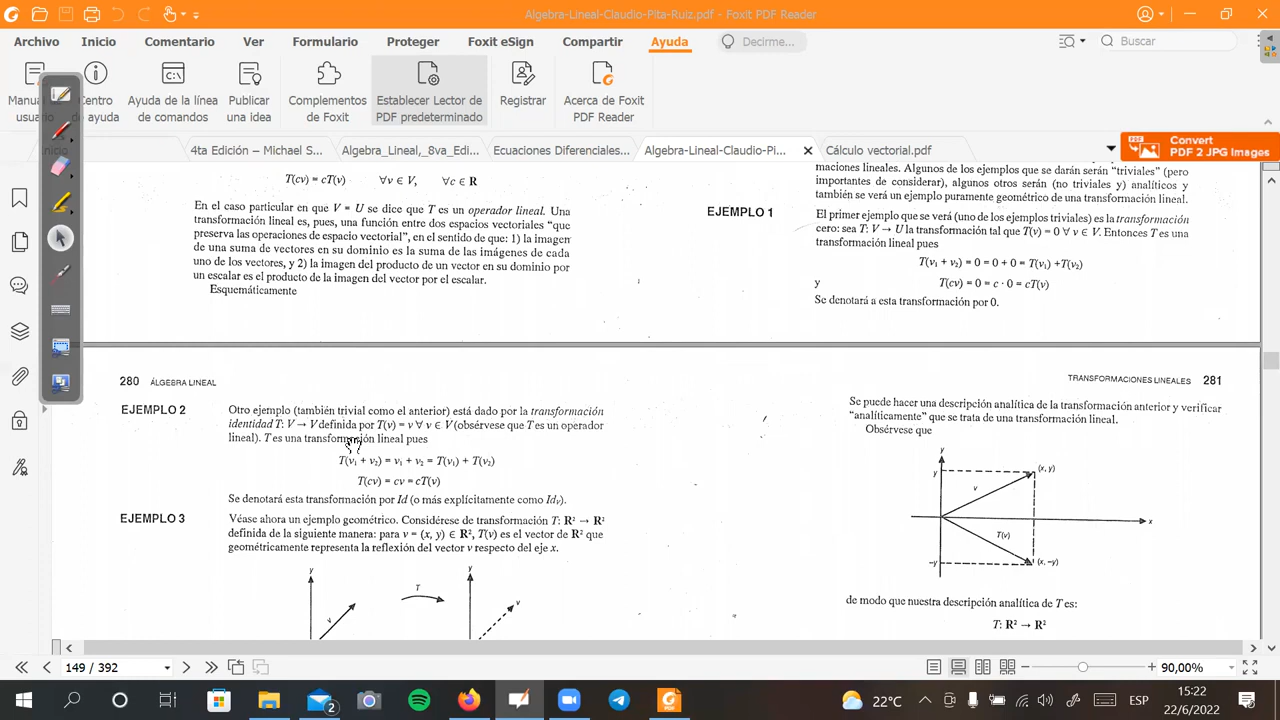 Algebra-Lineal-Claudio-Pita-Ruiz.pdf - Foxit PDF Reader
Archivo Inicio Comentario Ver Formulario Proteger Foxit eSign Compartir Ayuda Decirme... Buscar
Manual
usuario
Centro
ayuda
Ayuda de la línea
de comandos
Publicar
una idea
Complementos
de Foxit
Establecer Lector de
PDF predeterminado
Registrar
Acerca de Foxit
PDF Reader
Inicio 4ta Edición – Michael S... Algebra_Lineal,_4ta_Edi... Ecuaciones Diferenciales... Algebra-Lineal-Claudio-Pi... Cálculo vectorial.pdf
Convert
PDF 2 JPG Images
T(cv) = cT(v) ∀v ∈ V, ∀c ∈ R
En el caso particular en que V = U se dice que T es un operador lineal. Una
transformación lineal es, pues, una función entre dos espacios vectoriales “que
preserva las operaciones de espacio vectorial”, en el sentido de que: 1) la imagen
de una suma de vectores en su dominio es la suma de las imágenes de cada
uno de los vectores, y 2) la imagen del producto de un vector en su dominio por
un escalar es el producto de la imagen del vector por el escalar.
Esquemáticamente
maciones lineales. Algunos de los ejemplos que se darán serán “triviales” (pero
importantes de considerar), algunos otros serán (no triviales y) analíticos y
también se verá un ejemplo puramente geométrico de una transformación lineal.
EJEMPLO 1
El primer ejemplo que se verá (uno de los ejemplos triviales) es la transformación
cero: sea T: V → U la transformación tal que T(v) = 0 ∀ v ∈ V. Entonces T es una
transformación lineal pues
T(v₁ + v₂) = 0 = 0 + 0 = T(v₁) +T(v₂)
y T(cv) = 0 = c · 0 = cT(v)
Se denotará a esta transformación por 0.
280 ÁLGEBRA LINEAL
EJEMPLO 2
Otro ejemplo (también trivial como el anterior) está dado por la transformación
identidad T: V → V definida por T(v) = v ∀ v ∈ V (obsérvese que T es un operador
lineal). T es una transformación lineal pues
T(v₁ + v₂) = v₁ + v₂ = T(v₁) + T(v₂)
T(cv) = cv = cT(v)
Se denotará esta transformación por Id (o más explícitamente como Idᵥ).
EJEMPLO 3
Véase ahora un ejemplo geométrico. Considérese de transformación T: R² → R²
definida de la siguiente manera: para v = (x, y) ∈ R², T(v) es el vector de R² que
geométricamente representa la reflexión del vector v respecto del eje x.
y T y
v v
TRANSFORMACIONES LINEALES 281
Se puede hacer una descripción analítica de la transformación anterior y verificar
“analíticamente” que se trata de una transformación lineal.
Obsérvese que
y
y (x, y)
v
x
T(v)
–y (x, –y)
de modo que nuestra descripción analítica de T es:
T: R² → R²
149 / 392 90,00%
2 22°C ESP 15:22
22/6/2022